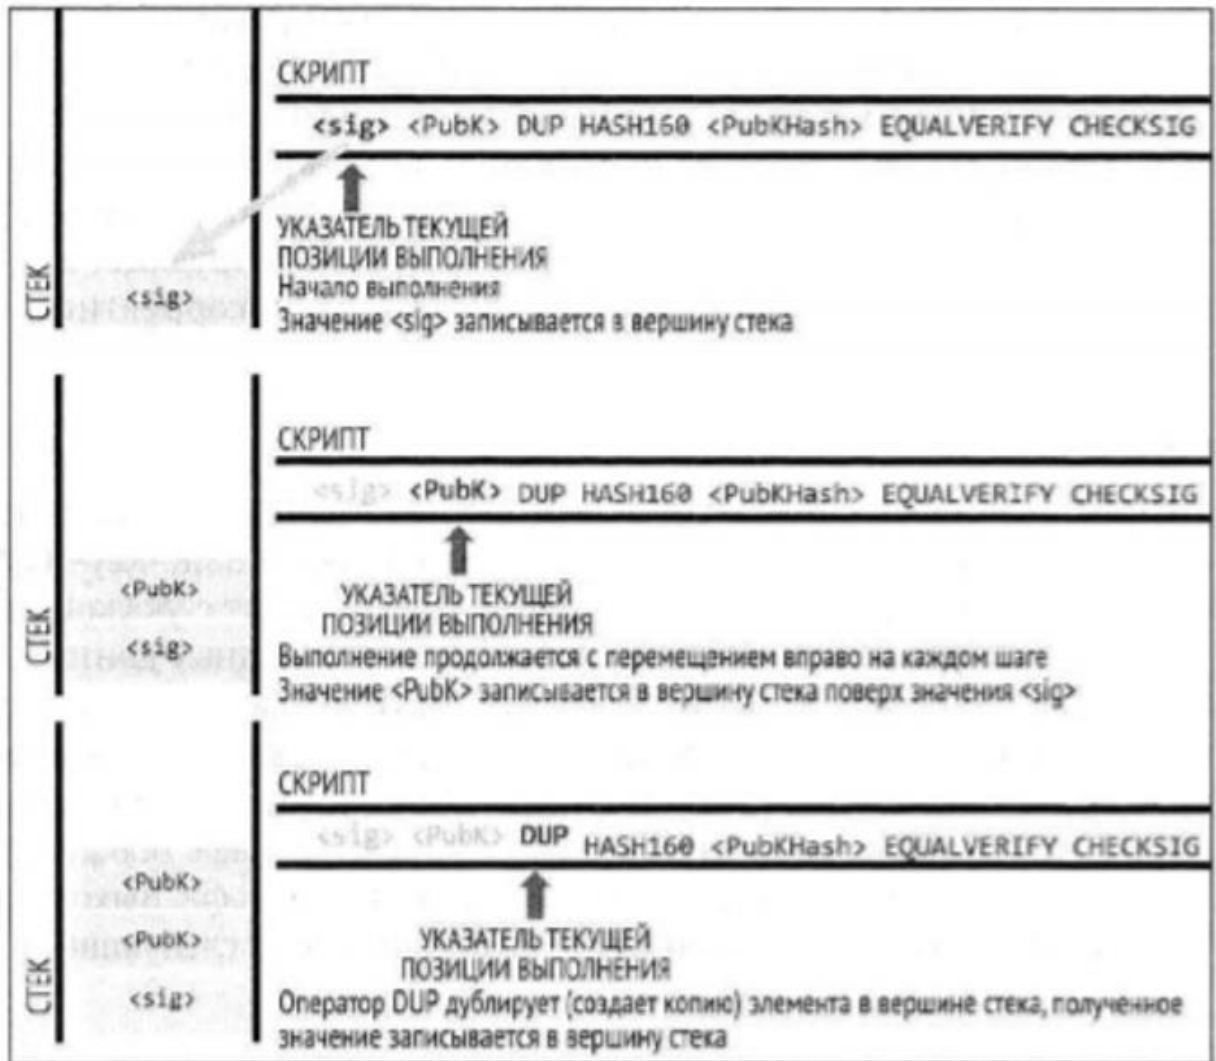 СКРИПТ
<sig> <PubK> DUP HASH160 <PubKHash> EQUALVERIFY CHECKSIG
УКАЗАТЕЛЬ ТЕКУЩЕЙ
ПОЗИЦИИ ВЫПОЛНЕНИЯ
Начало выполнения
Значение <sig> записывается в вершину стека
СТЕК
<sig>
СКРИПТ
<sig> <PubK> DUP HASH160 <PubKHash> EQUALVERIFY CHECKSIG
УКАЗАТЕЛЬ ТЕКУЩЕЙ
ПОЗИЦИИ ВЫПОЛНЕНИЯ
Выполнение продолжается с перемещением вправо на каждом шаге
Значение <PubK> записывается в вершину стека поверх значения <sig>
СТЕК
<PubK>
<sig>
СКРИПТ
<sig> <PubK> DUP HASH160 <PubKHash> EQUALVERIFY CHECKSIG
УКАЗАТЕЛЬ ТЕКУЩЕЙ
ПОЗИЦИИ ВЫПОЛНЕНИЯ
Оператор DUP дублирует (создает копию) элемента в вершине стека, полученное
значение записывается в вершину стека
СТЕК
<PubK>
<PubK>
<sig>